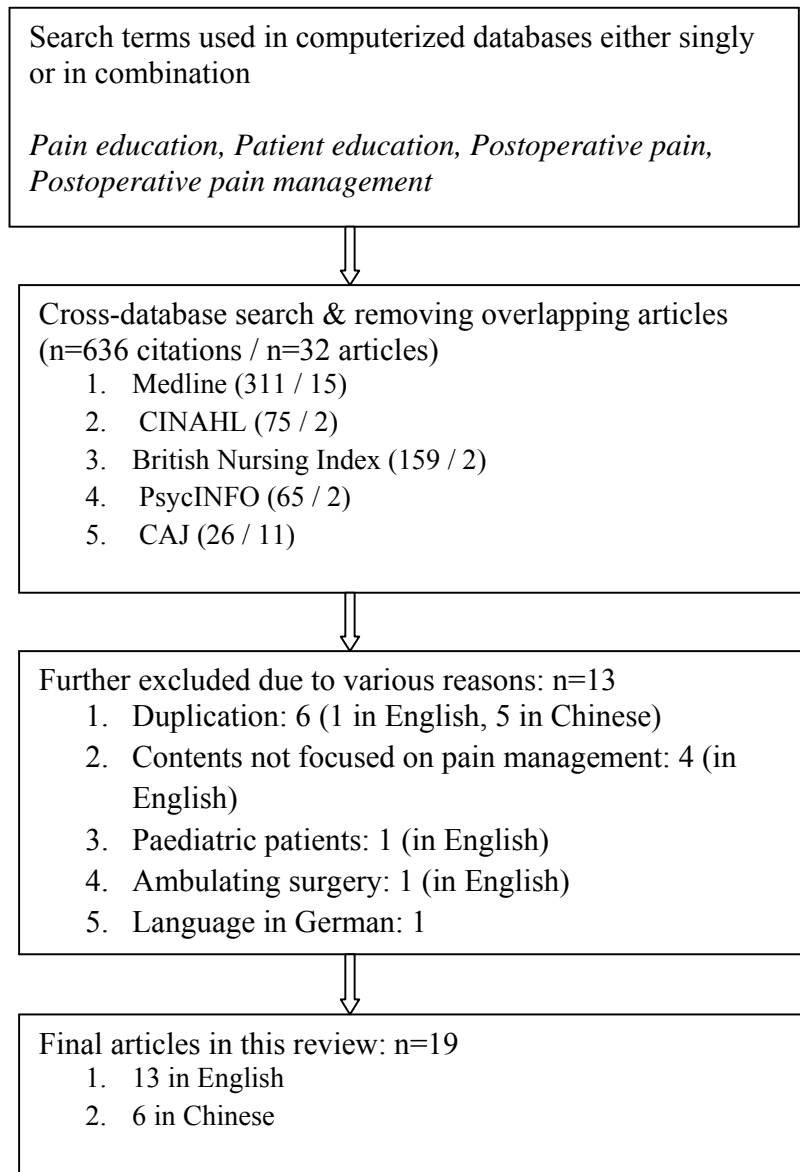 Search terms used in computerized databases either singly
or in combination
Pain education, Patient education, Postoperative pain,
Postoperative pain management
Cross-database search & removing overlapping articles
(n=636 citations / n=32 articles)
1. Medline (311 / 15)
2. CINAHL (75 / 2)
3. British Nursing Index (159 / 2)
4. PsycINFO (65 / 2)
5. CAJ (26 / 11)
Further excluded due to various reasons: n=13
1. Duplication: 6 (1 in English, 5 in Chinese)
2. Contents not focused on pain management: 4 (in
English)
3. Paediatric patients: 1 (in English)
4. Ambulating surgery: 1 (in English)
5. Language in German: 1
Final articles in this review: n=19
1. 13 in English
2. 6 in Chinese